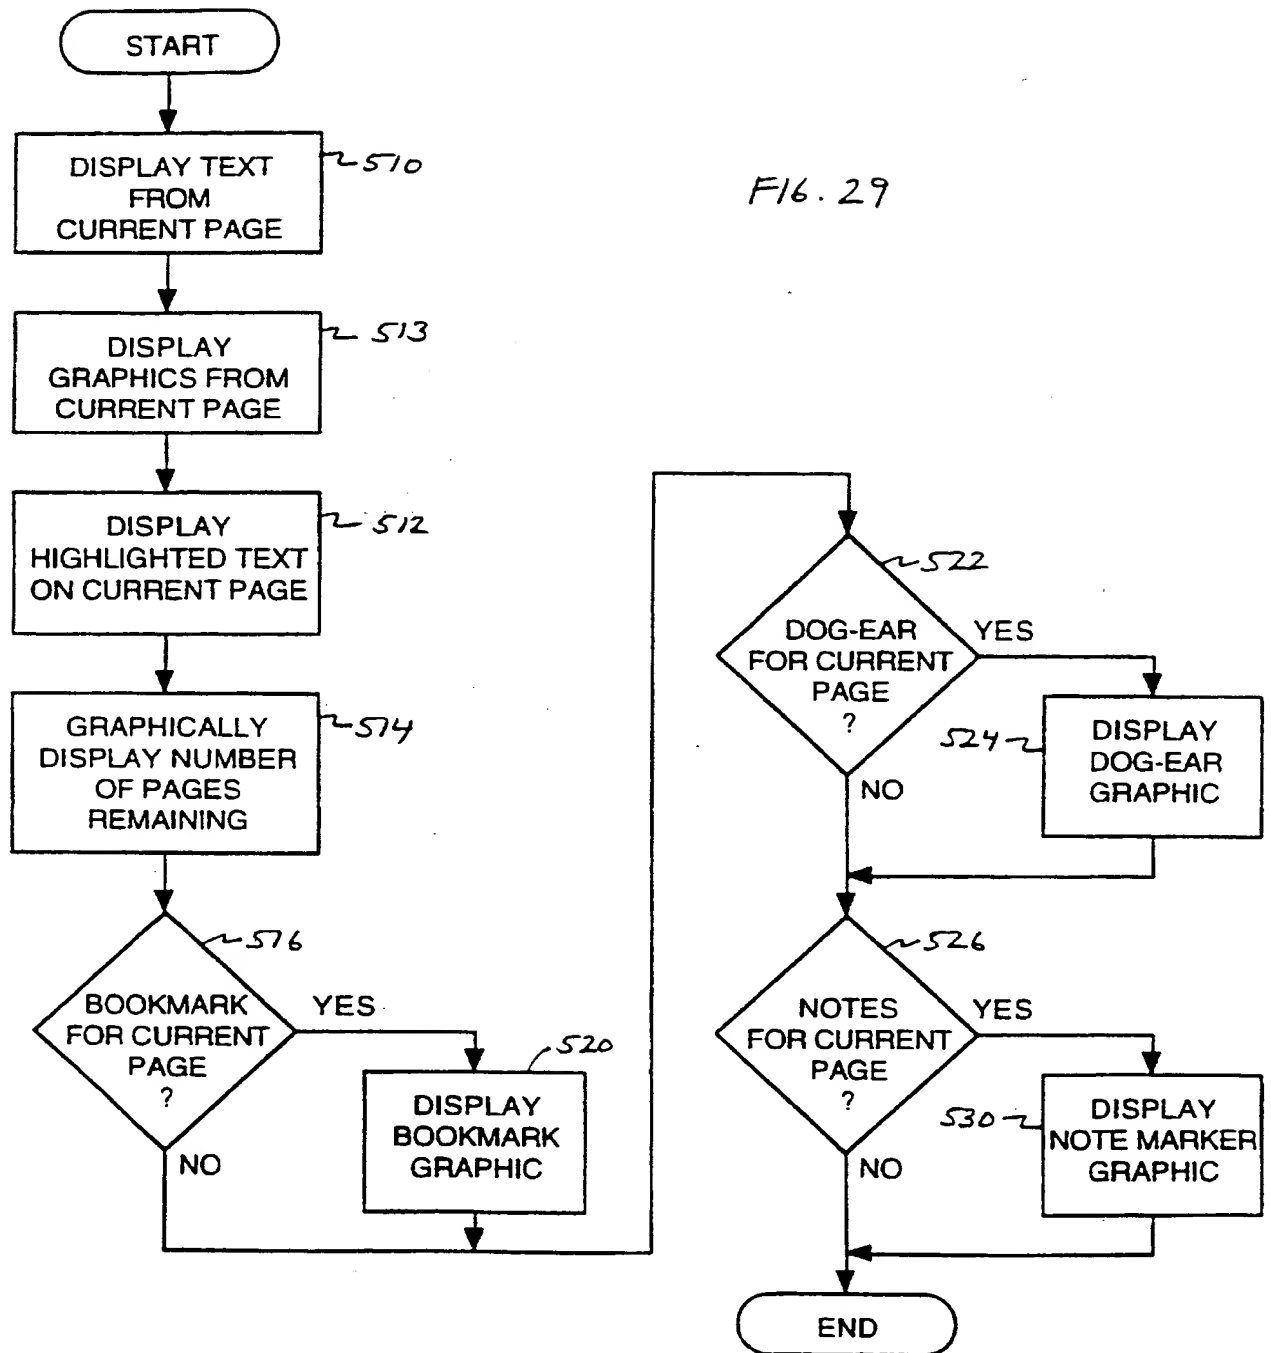 START
DISPLAY TEXT
FROM
CURRENT PAGE
510
FIG. 29
DISPLAY
GRAPHICS FROM
CURRENT PAGE
513
DISPLAY
HIGHLIGHTED TEXT
ON CURRENT PAGE
512
GRAPHICALLY
DISPLAY NUMBER
OF PAGES
REMAINING
514
BOOKMARK
FOR CURRENT
PAGE
?
516
YES
NO
520
DISPLAY
BOOKMARK
GRAPHIC
522
DOG-EAR
FOR CURRENT
PAGE
?
YES
NO
524
DISPLAY
DOG-EAR
GRAPHIC
526
NOTES
FOR CURRENT
PAGE
?
YES
NO
530
DISPLAY
NOTE MARKER
GRAPHIC
END